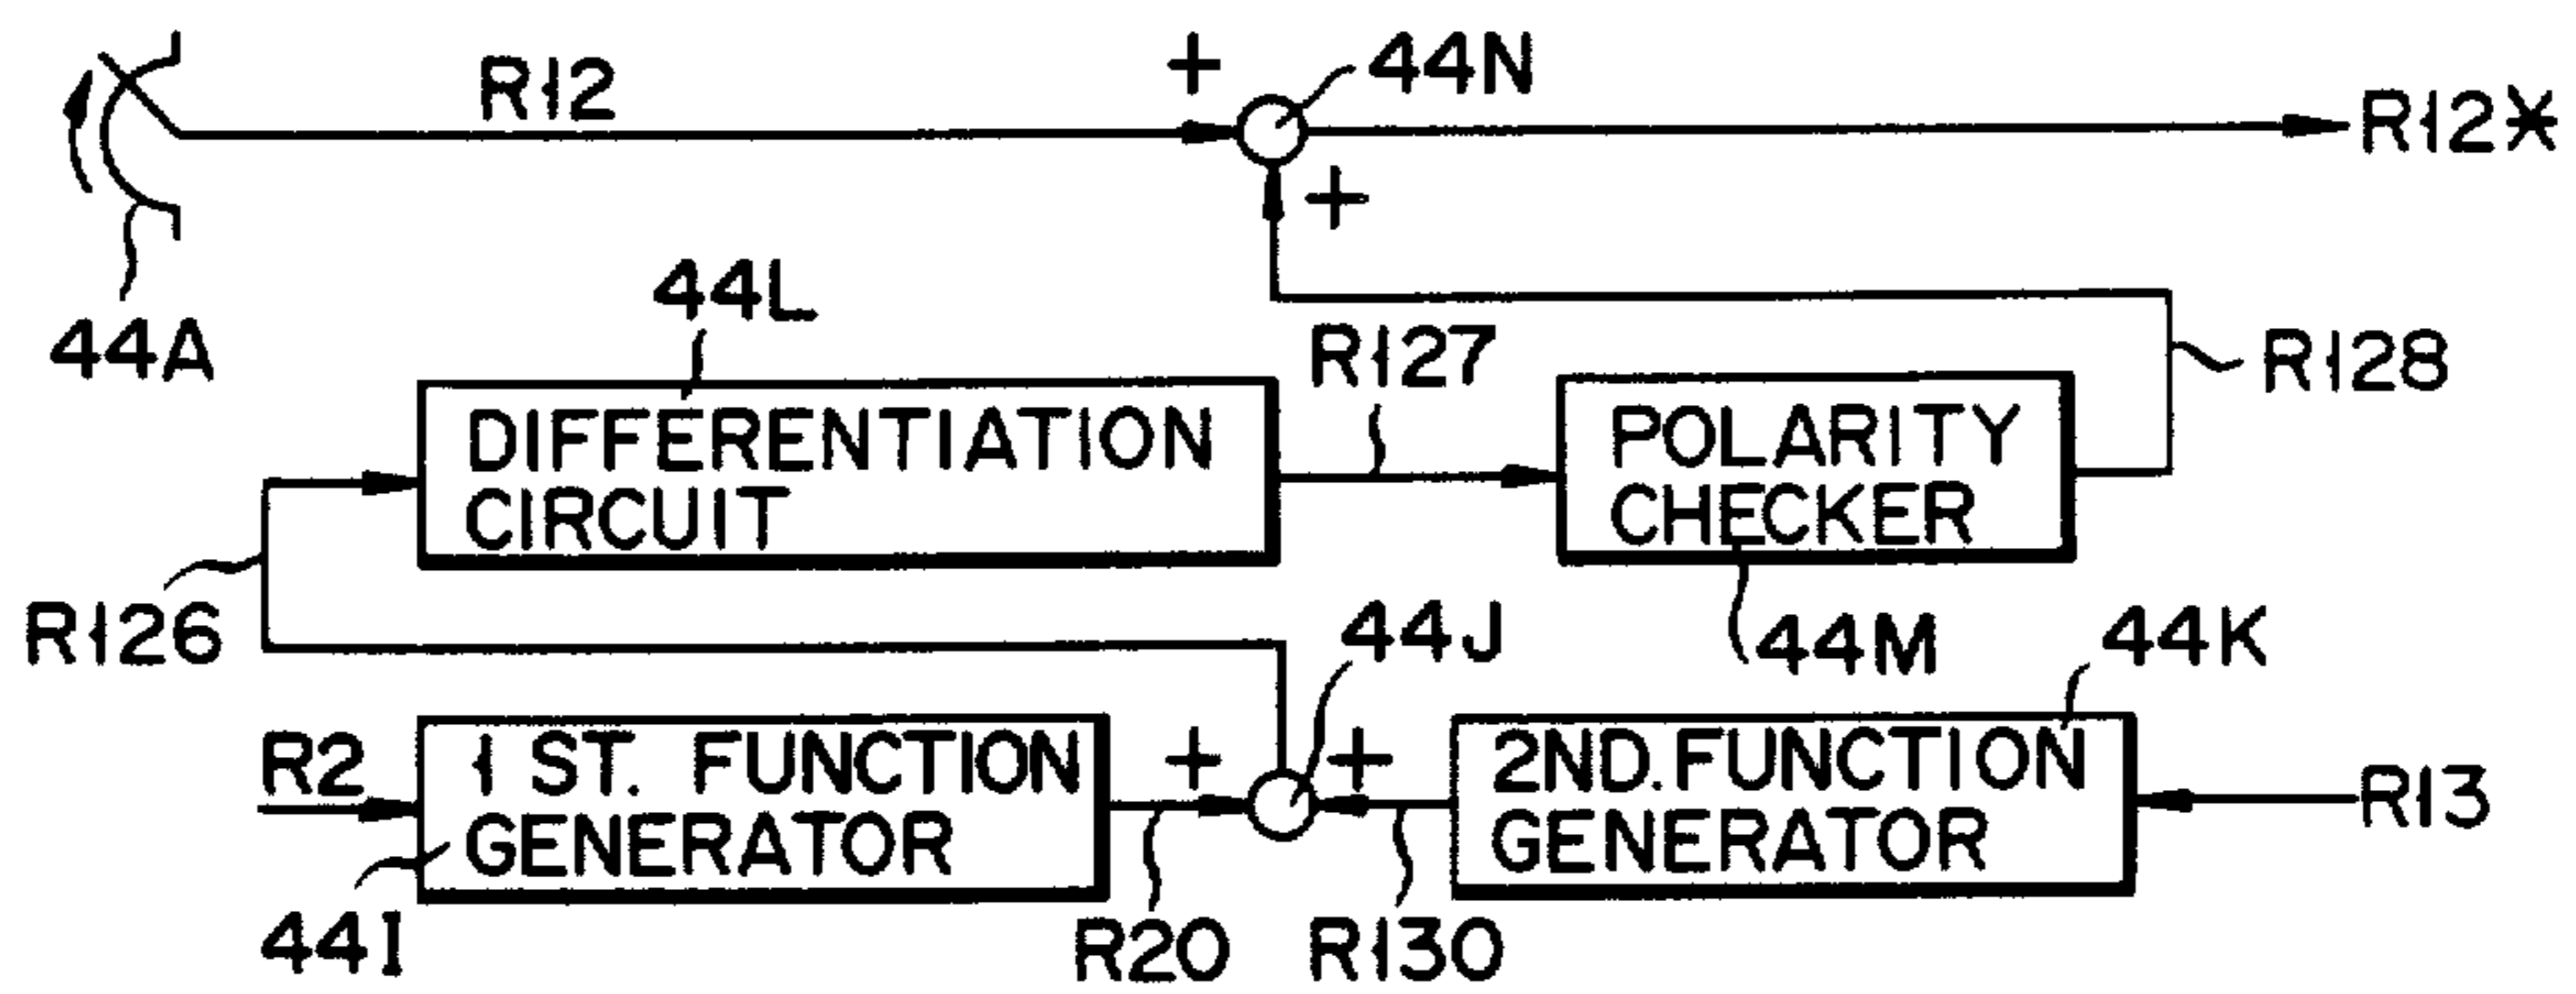 R12
+
44N
R12*
+
44A
44L
R127
R128
DIFFERENTIATION
CIRCUIT
POLARITY
CHECKER
R126
44J
44M
44K
R2
1 ST. FUNCTION
GENERATOR
+
+
2ND. FUNCTION
GENERATOR
R13
44I
R20
R130